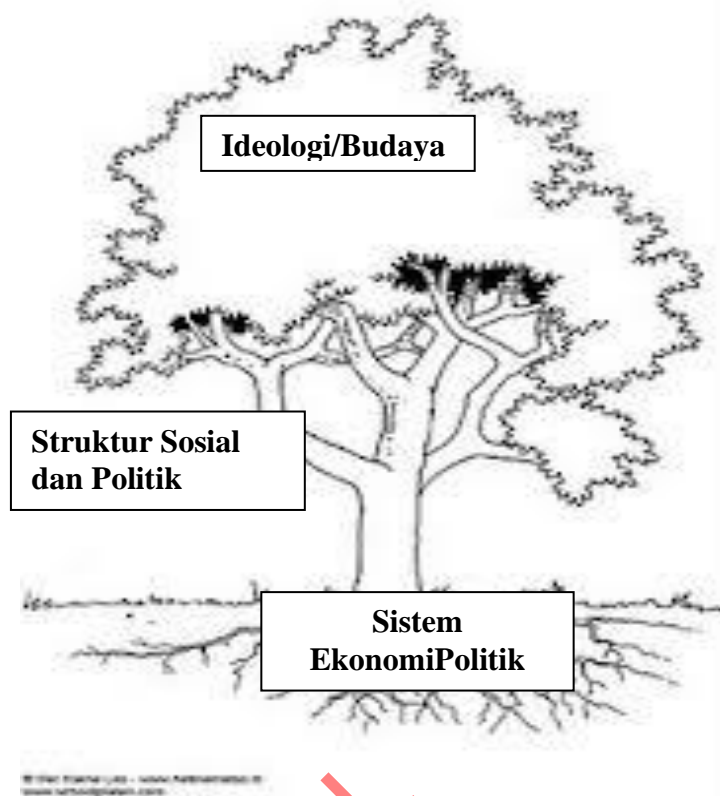 Ideologi/Budaya
Struktur Sosial
dan Politik
Sistem
EkonomiPolitik